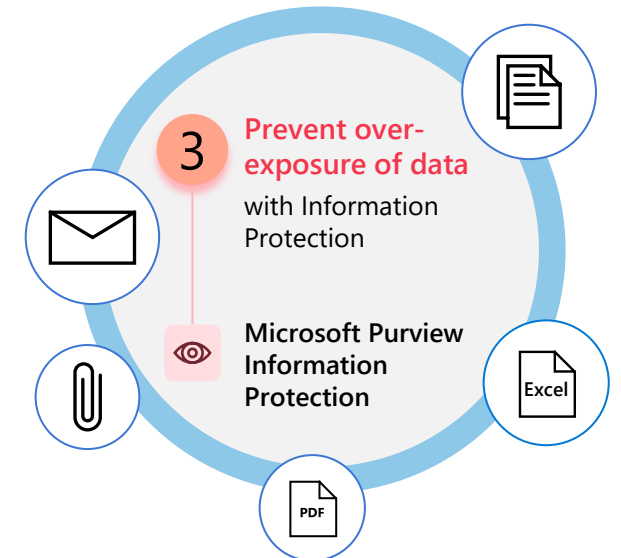 3
Prevent over-
exposure of data
with Information
Protection
Microsoft Purview
Information
Protection
Excel
PDF